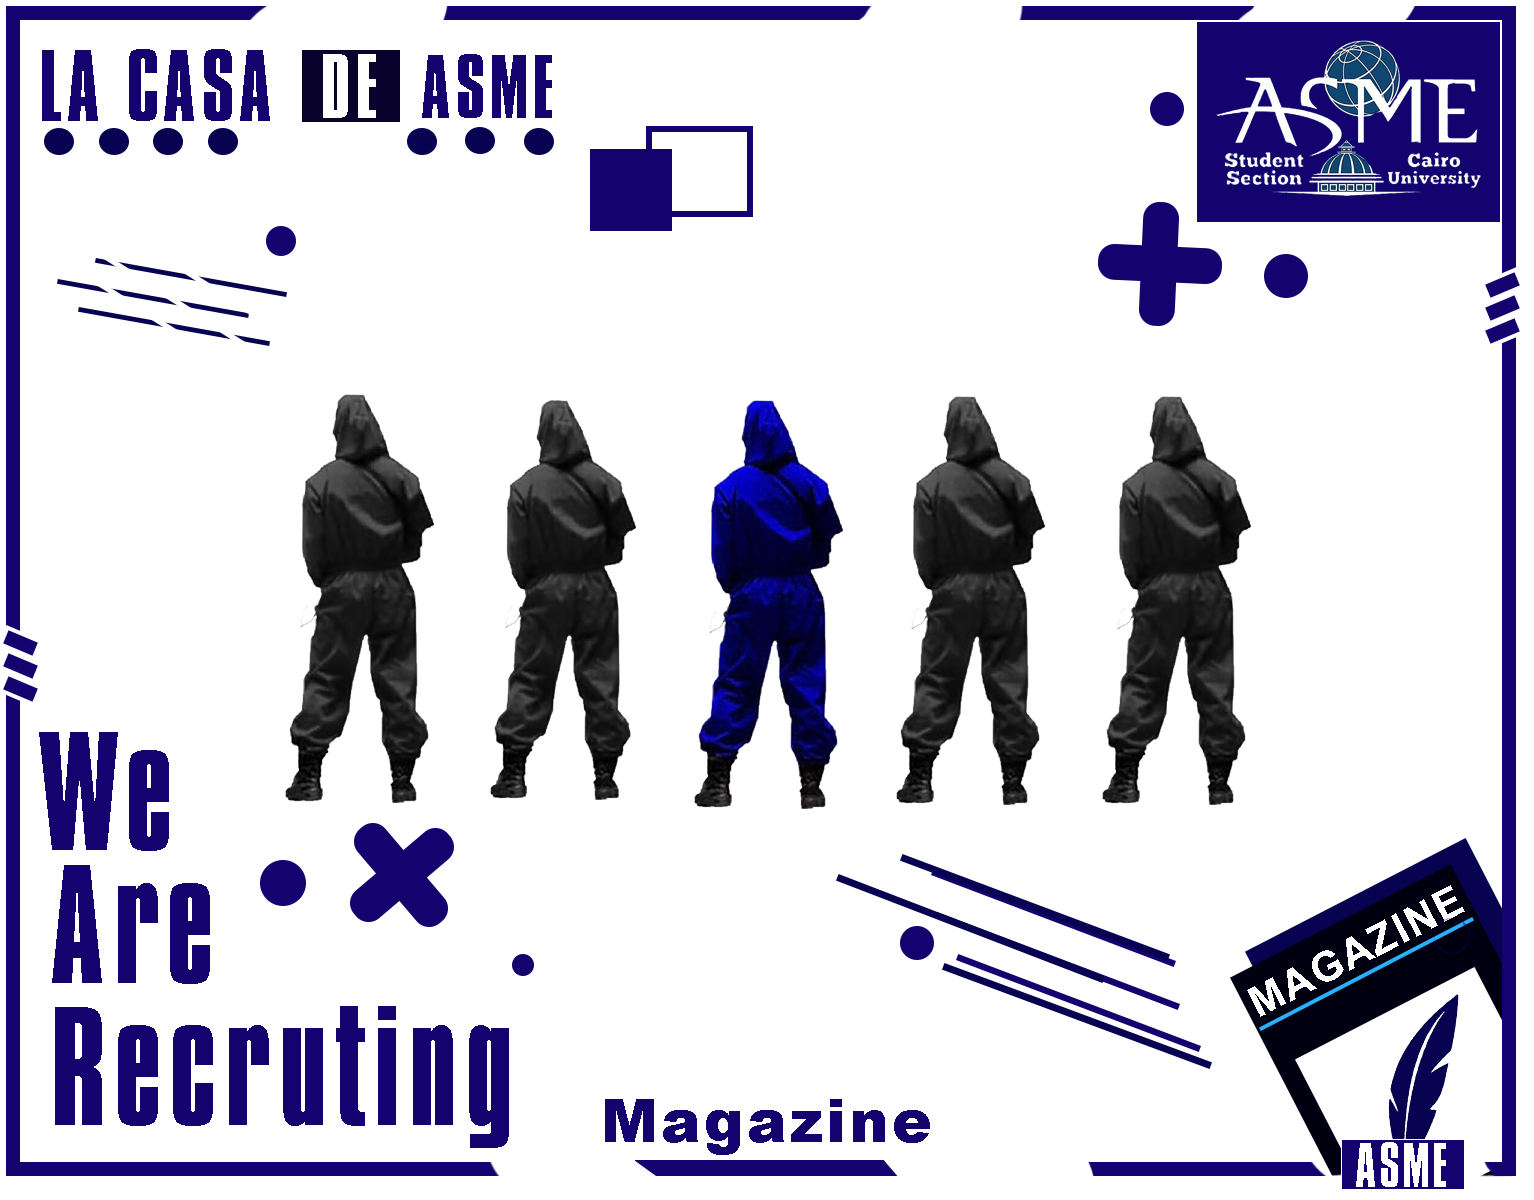 LA CASA DE ASME
ASME
Student Section
Cairo University
We
Are
Recruting
Magazine
MAGAZINE
ASME